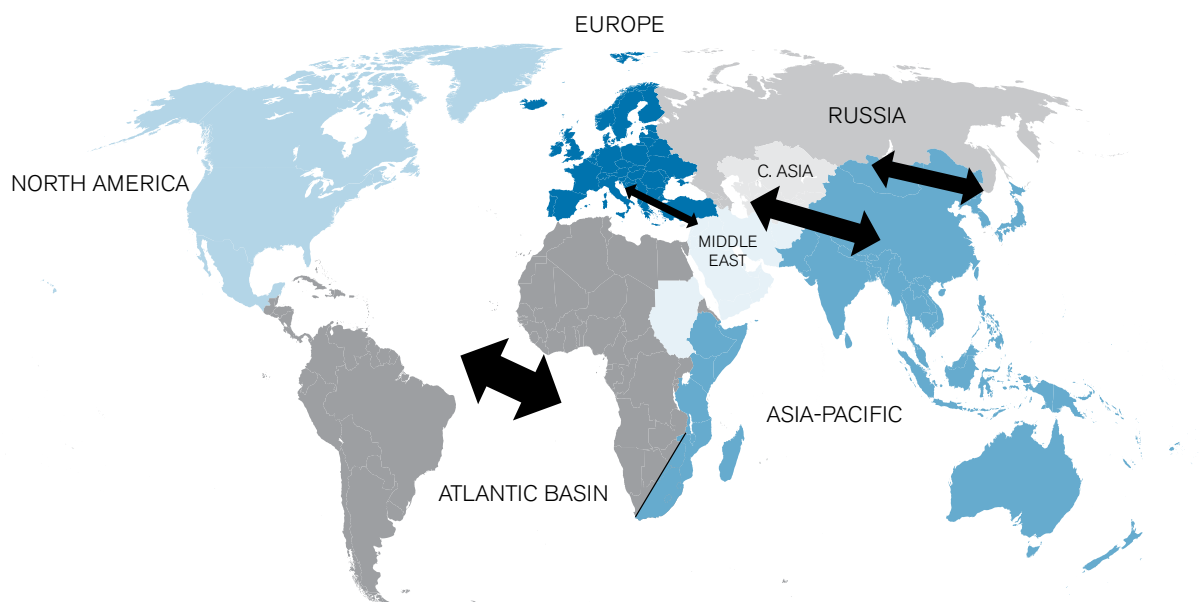 EUROPE
RUSSIA
C. ASIA
NORTH AMERICA
MIDDLE
EAST
ASIA-PACIFIC
ATLANTIC BASIN